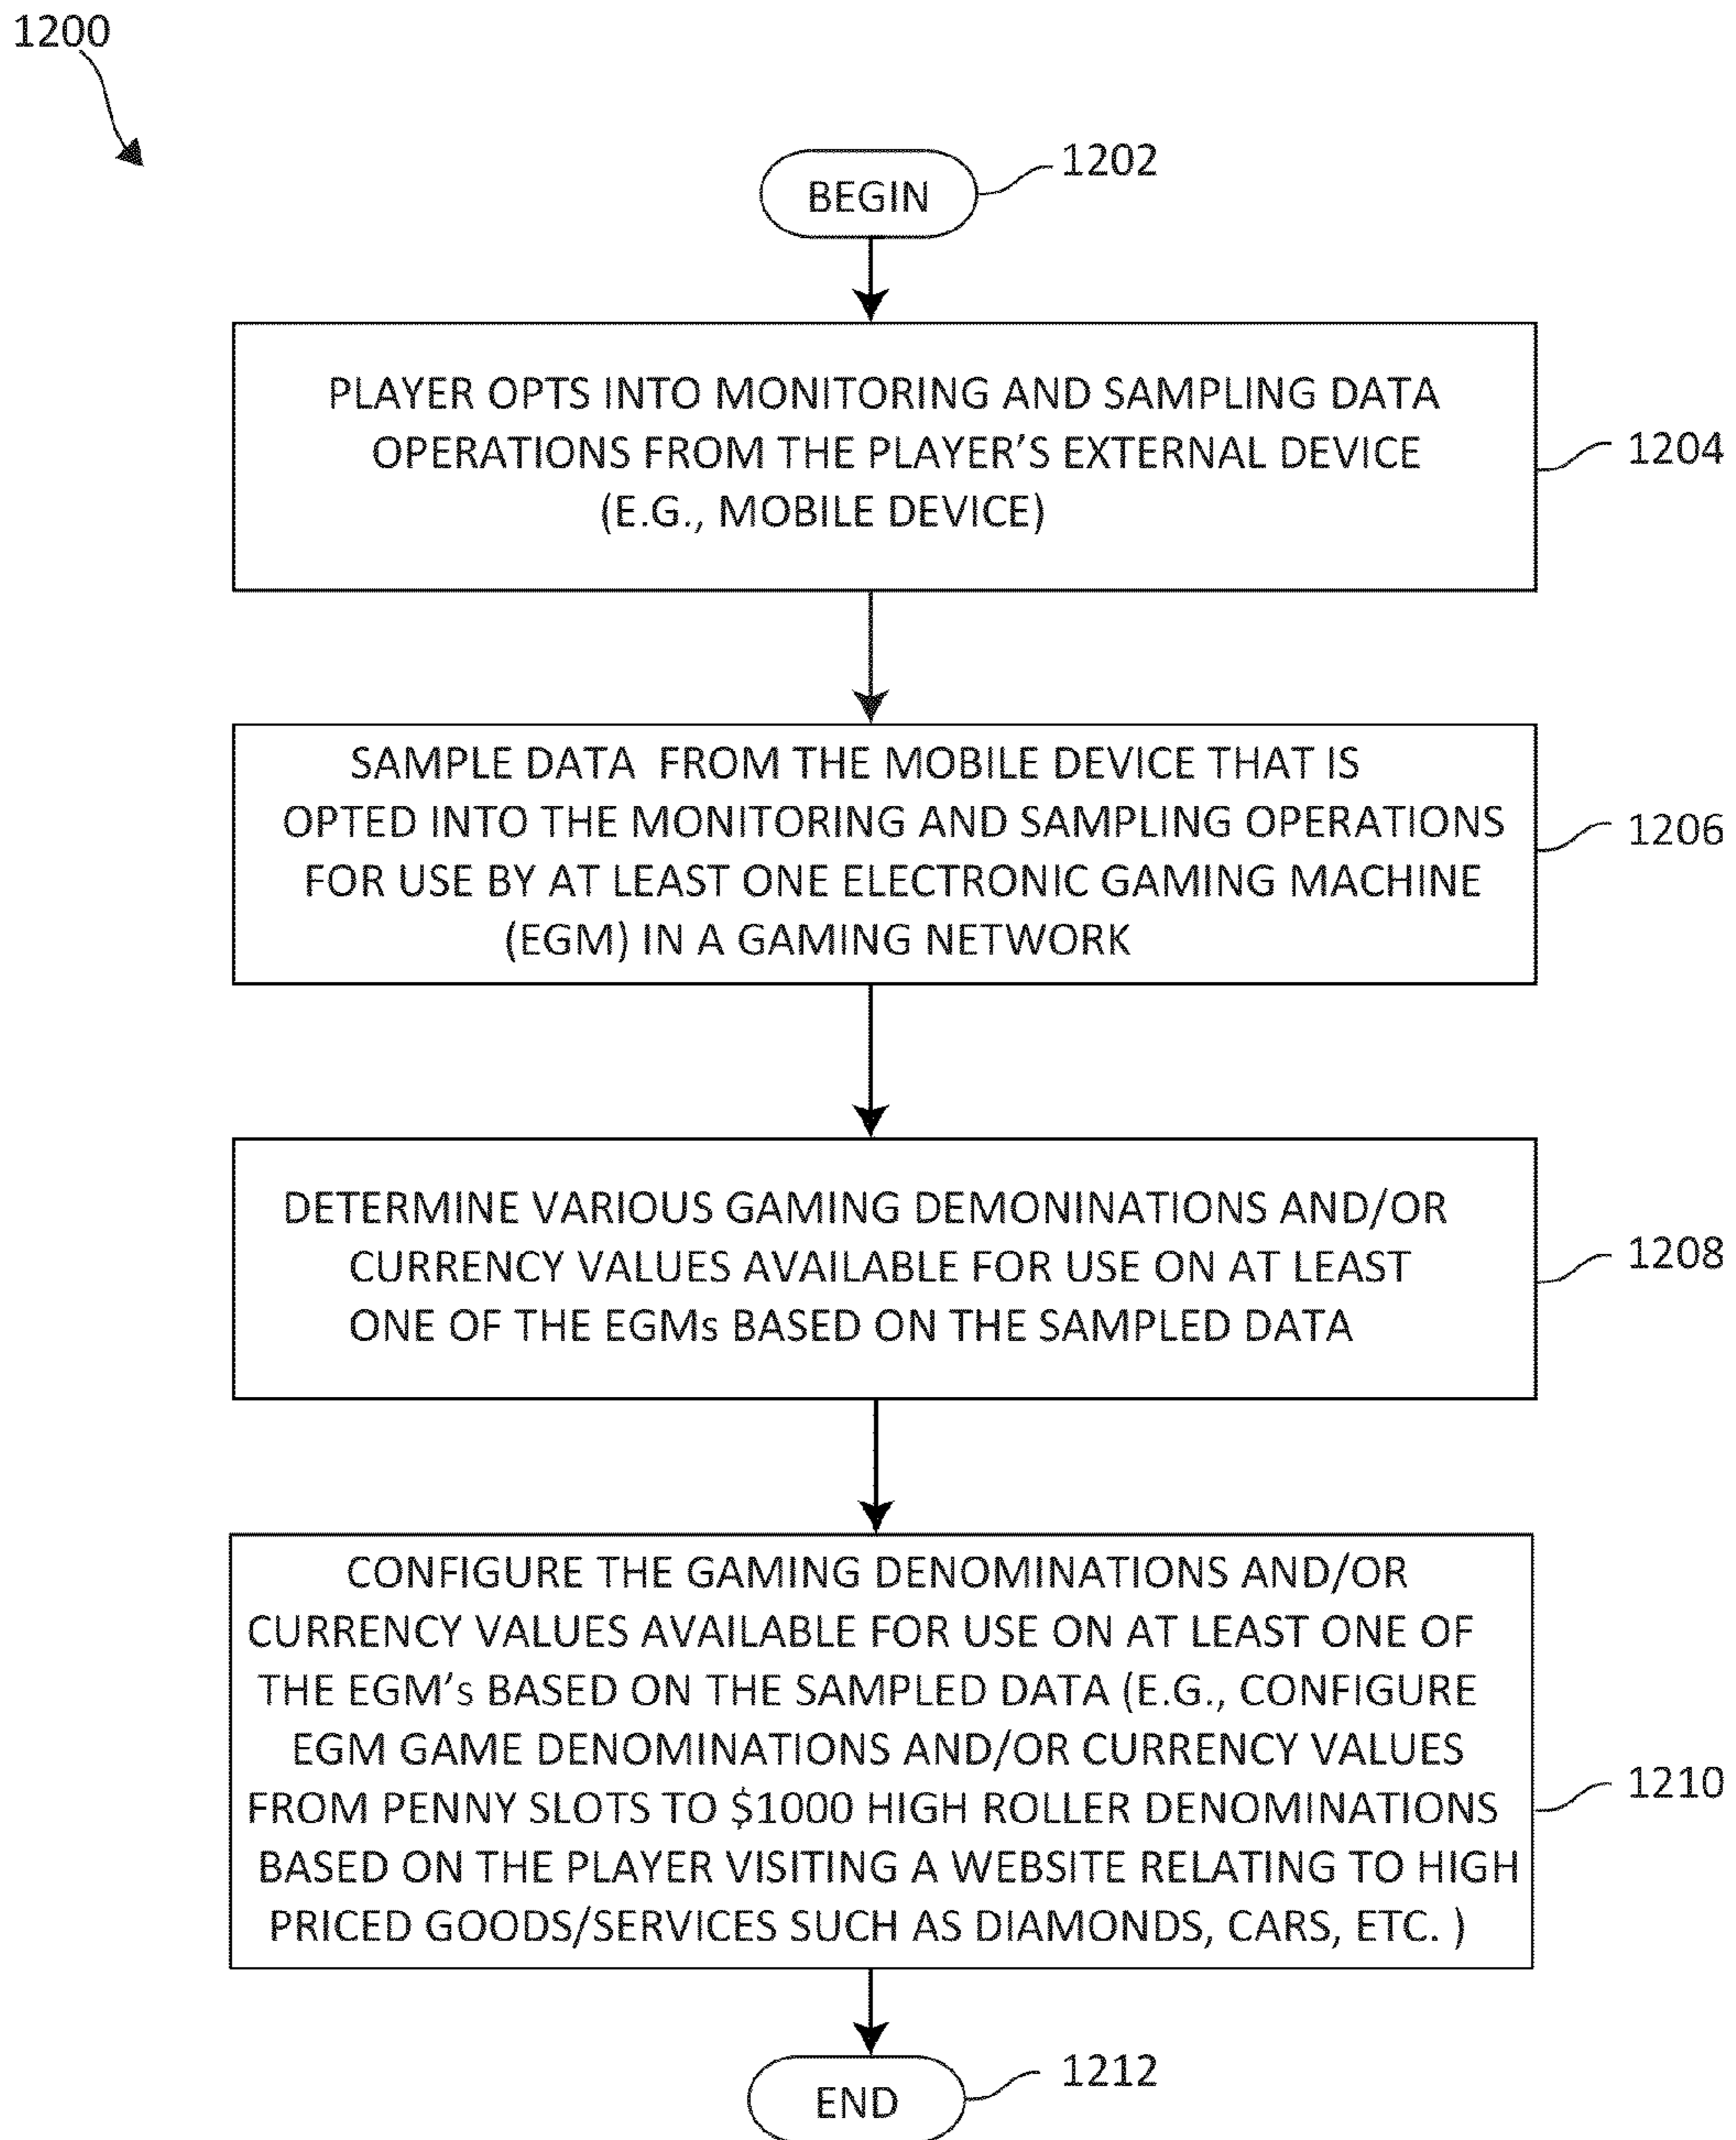 1200
BEGIN
1202
PLAYER OPTS INTO MONITORING AND SAMPLING DATA
OPERATIONS FROM THE PLAYER'S EXTERNAL DEVICE
(E.G., MOBILE DEVICE)
1204
SAMPLE DATA FROM THE MOBILE DEVICE THAT IS
OPTED INTO THE MONITORING AND SAMPLING OPERATIONS
FOR USE BY AT LEAST ONE ELECTRONIC GAMING MACHINE
(EGM) IN A GAMING NETWORK
1206
DETERMINE VARIOUS GAMING DEMONINATIONS AND/OR
CURRENCY VALUES AVAILABLE FOR USE ON AT LEAST
ONE OF THE EGMs BASED ON THE SAMPLED DATA
1208
CONFIGURE THE GAMING DENOMINATIONS AND/OR
CURRENCY VALUES AVAILABLE FOR USE ON AT LEAST ONE OF
THE EGM's BASED ON THE SAMPLED DATA (E.G., CONFIGURE
EGM GAME DENOMINATIONS AND/OR CURRENCY VALUES
FROM PENNY SLOTS TO $1000 HIGH ROLLER DENOMINATIONS
BASED ON THE PLAYER VISITING A WEBSITE RELATING TO HIGH
PRICED GOODS/SERVICES SUCH AS DIAMONDS, CARS, ETC. )
1210
END
1212